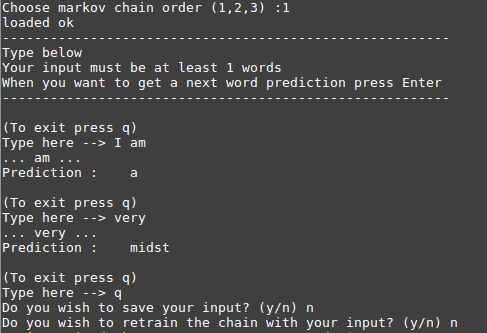 Choose markov chain order (1,2,3) :1
loaded ok
--------------------------------------------------------
Type below
Your input must be at least 1 words
When you want to get a next word prediction press Enter
--------------------------------------------------------
(To exit press q)
Type here --> I am
... am ...
Prediction :    a
(To exit press q)
Type here --> very
... very ...
Prediction :    midst
(To exit press q)
Type here --> q
Do you wish to save your input? (y/n) n
Do you wish to retrain the chain with your input? (y/n) n